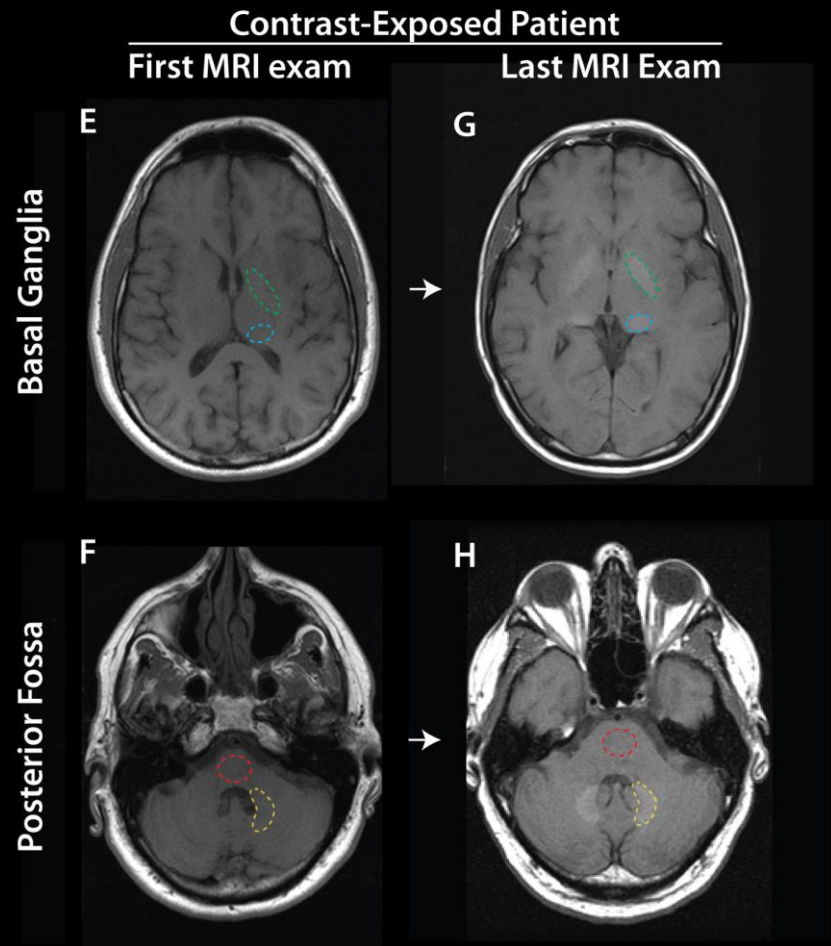 Contrast-Exposed Patient
First MRI exam
Last MRI Exam
Basal Ganglia
E
G
Posterior Fossa
F
H